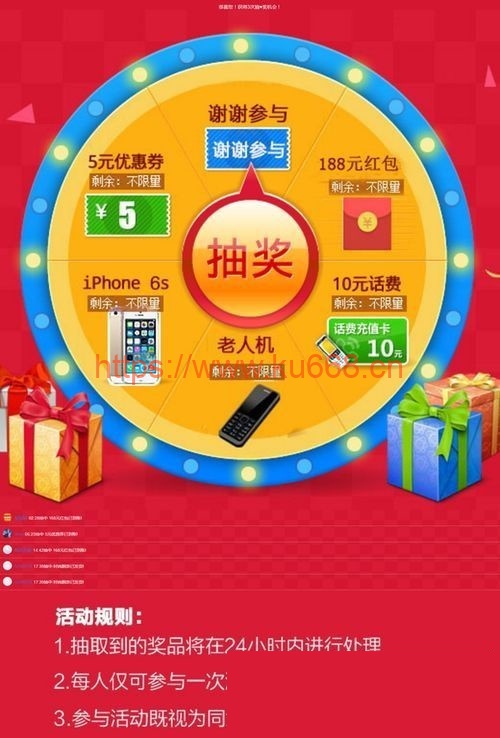 谢谢参与
谢谢参与
5元优惠券
剩余：不限量
¥ 5
188元红包
剩余：不限量
¥
抽奖
iPhone 6s
剩余：不限量
10元话费
剩余：不限量
话费充值卡
10元
老人机
剩余：不限量
https://www.ku668.cn
活动规则：
1.抽取到的奖品将在24小时内进行处理
2.每人仅可参与一次
3.参与活动既视为同